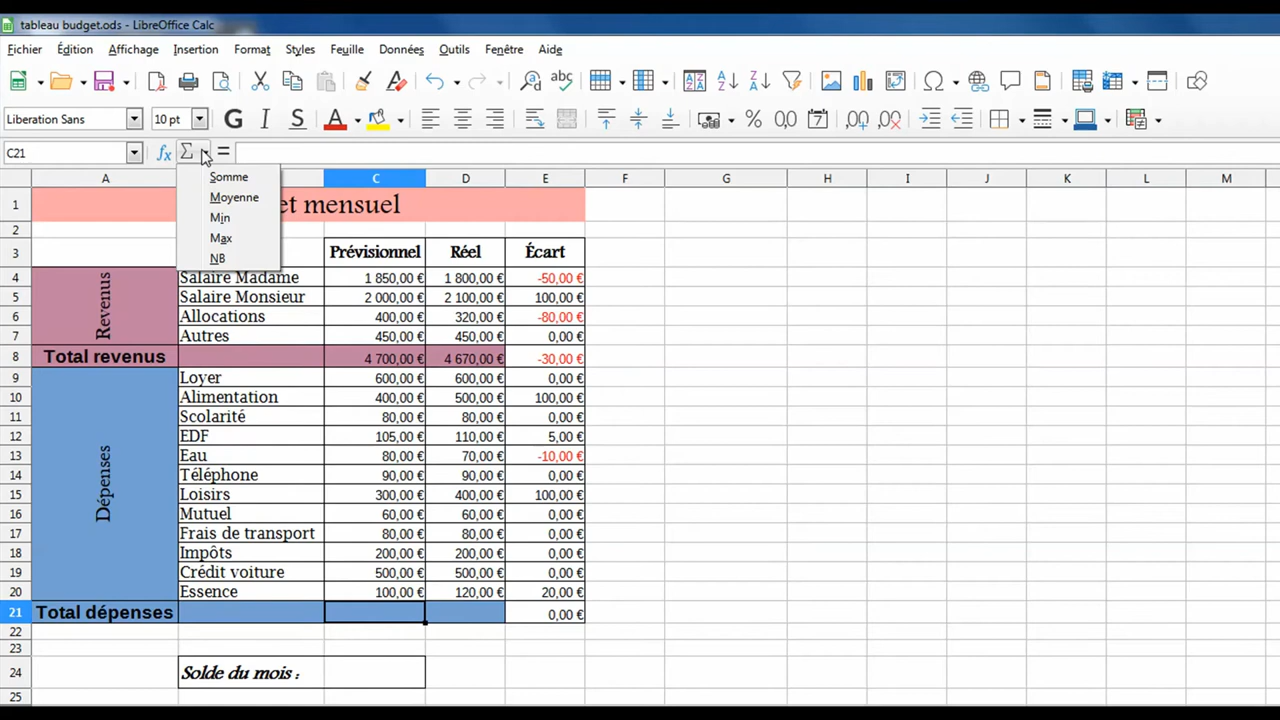 tableau budget.ods - LibreOffice Calc
Fichier Édition Affichage Insertion Format Styles Feuille Données Outils Fenêtre Aide
Liberation Sans 10 pt G I S A % 0,0
C21 fx Σ =
Somme
Moyenne
Min
Max
NB
A C D E F G H I J K L M
1 et mensuel
2
3 Prévisionnel Réel Écart
4 Salaire Madame 1 850,00 € 1 800,00 € -50,00 €
Revenus
5 Salaire Monsieur 2 000,00 € 2 100,00 € 100,00 €
6 Allocations 400,00 € 320,00 € -80,00 €
7 Autres 450,00 € 450,00 € 0,00 €
8 Total revenus 4 700,00 € 4 670,00 € -30,00 €
9 Loyer 600,00 € 600,00 € 0,00 €
10 Alimentation 400,00 € 500,00 € 100,00 €
11 Scolarité 80,00 € 80,00 € 0,00 €
12 EDF 105,00 € 110,00 € 5,00 €
13 Eau 80,00 € 70,00 € -10,00 €
Dépenses
14 Téléphone 90,00 € 90,00 € 0,00 €
15 Loisirs 300,00 € 400,00 € 100,00 €
16 Mutuel 60,00 € 60,00 € 0,00 €
17 Frais de transport 80,00 € 80,00 € 0,00 €
18 Impôts 200,00 € 200,00 € 0,00 €
19 Crédit voiture 500,00 € 500,00 € 0,00 €
20 Essence 100,00 € 120,00 € 20,00 €
21 Total dépenses 0,00 €
22
23
24 Solde du mois :
25